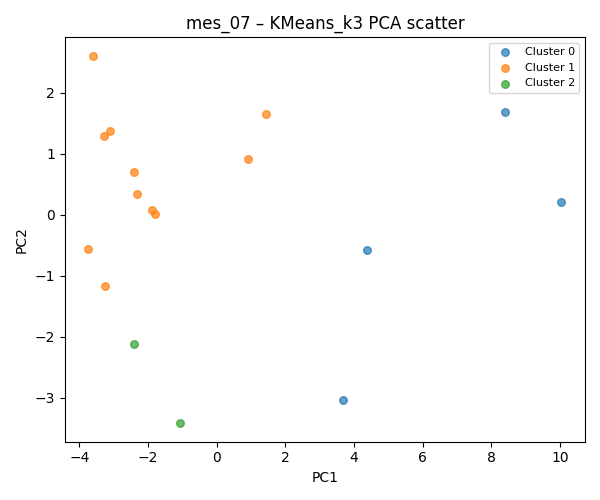 mes_07 – KMeans_k3 PCA scatter
Cluster 0
Cluster 1
Cluster 2
PC2
2
1
0
−1
−2
−3
−4 −2 0 2 4 6 8 10
PC1